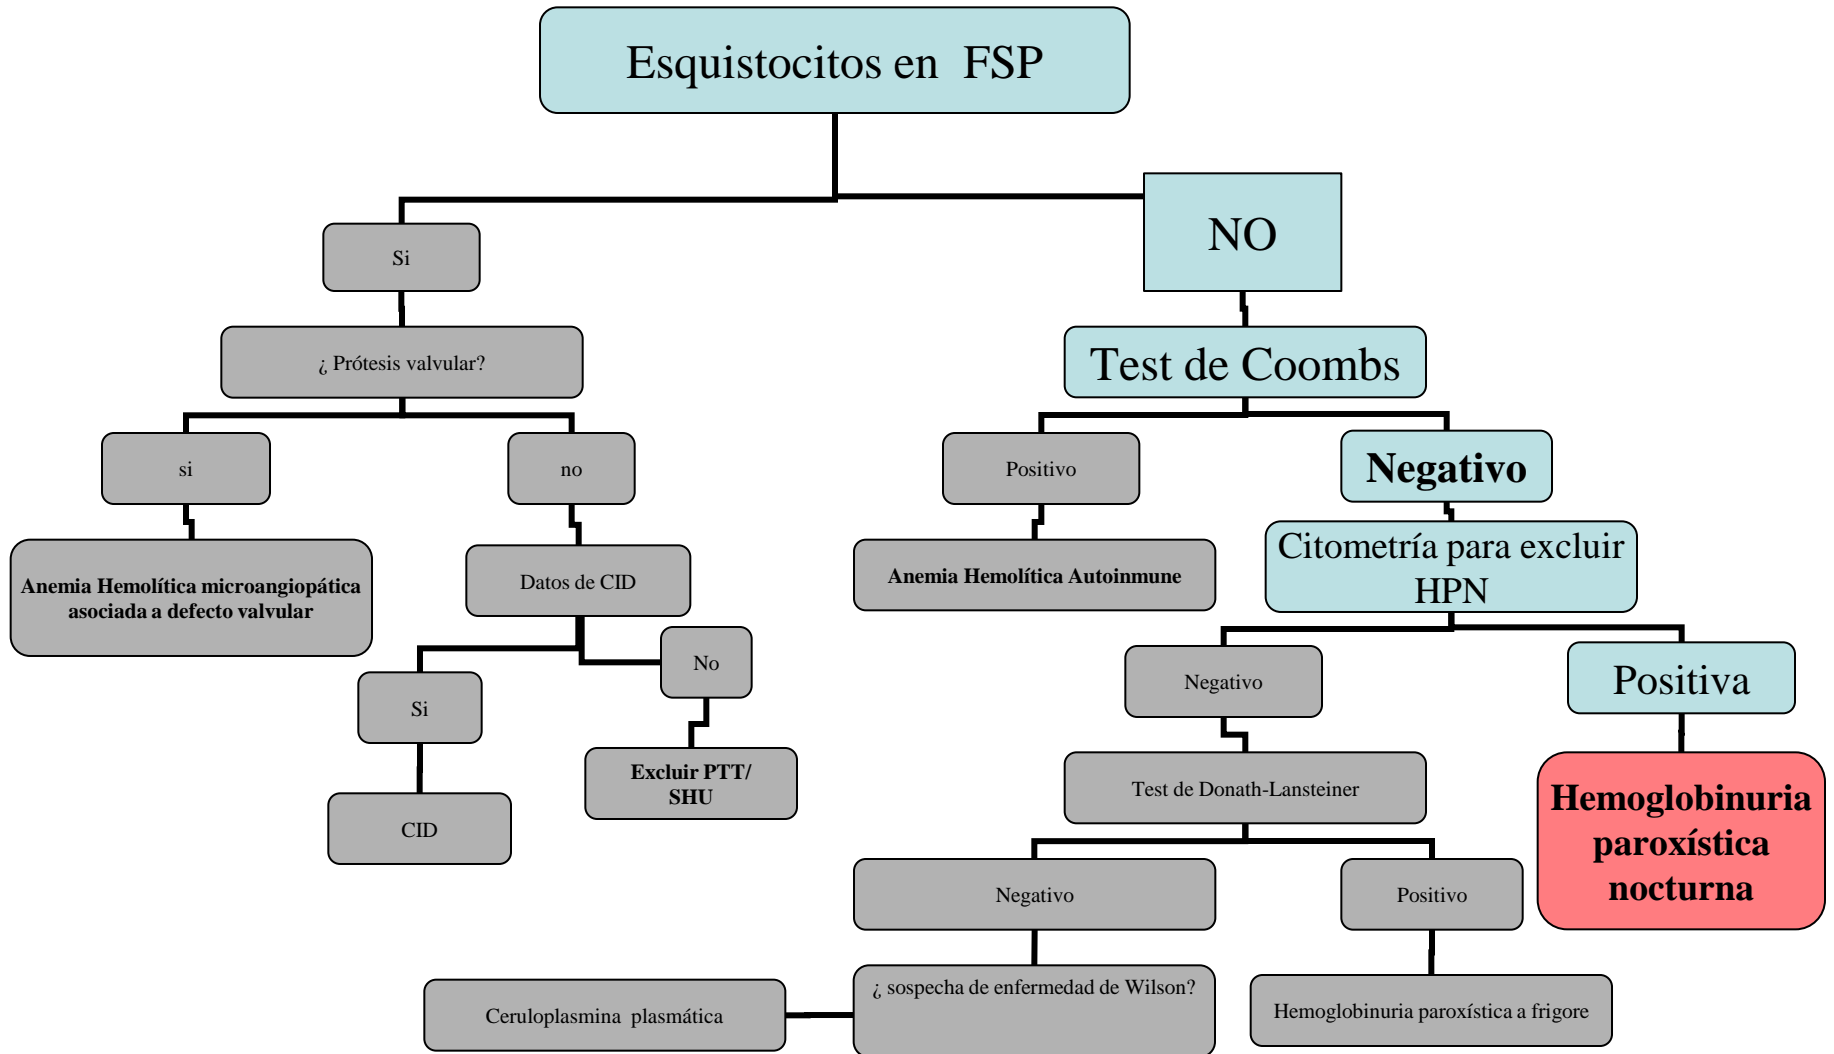 Esquistocitos en FSP
Si
NO
¿ Prótesis valvular?
Test de Coombs
si
no
Positivo
Negativo
Anemia Hemolítica microangiopática
asociada a defecto valvular
Datos de CID
Anemia Hemolítica Autoinmune
Citometría para excluir
HPN
Si
No
Negativo
Positiva
CID
Excluir PTT/
SHU
Test de Donath-Lansteiner
Hemoglobinuria
paroxística
nocturna
Negativo
Positivo
Ceruloplasmina plasmática
¿ sospecha de enfermedad de Wilson?
Hemoglobinuria paroxística a frigore